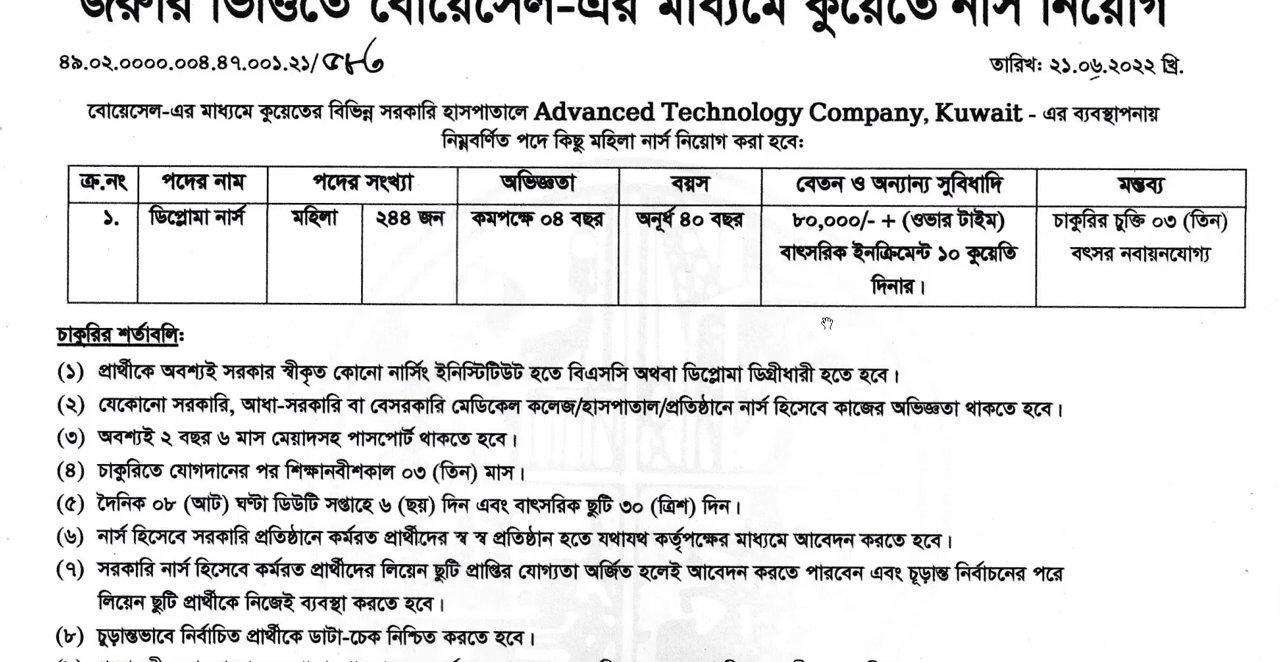 জরুরি ভিত্তিতে বোয়েসেল-এর মাধ্যমে কুয়েতে নার্স নিয়োগ
৪৯.০২.০০০০.০০৪.৪৭.০০১.২১/ তারিখ: ২১.০৬.২০২২ খ্রি.
বোয়েসেল-এর মাধ্যমে কুয়েতের বিভিন্ন সরকারি হাসপাতালে Advanced Technology Company, Kuwait - এর ব্যবস্থাপনায়
নিম্নবর্ণিত পদে কিছু মহিলা নার্স নিয়োগ করা হবে:
ক্র.নং পদের নাম পদের সংখ্যা অভিজ্ঞতা বয়স বেতন ও অন্যান্য সুবিধাদি মন্তব্য
১. ডিপ্লোমা নার্স মহিলা ২৪৪ জন কমপক্ষে ০৪ বছর অনূর্ধ ৪০ বছর ৮০,০০০/- + (ওভার টাইম) চাকুরির চুক্তি ০৩ (তিন)
বাৎসরিক ইনক্রিমেন্ট ১০ কুয়েতি বৎসর নবায়নযোগ্য
দিনার।
চাকুরির শর্তাবলি:
(১) প্রার্থীকে অবশ্যই সরকার স্বীকৃত কোনো নার্সিং ইনিস্টিটিউট হতে বিএসসি অথবা ডিপ্লোমা ডিগ্রীধারী হতে হবে।
(২) যেকোনো সরকারি, আধা-সরকারি বা বেসরকারি মেডিকেল কলেজ/হাসপাতাল/প্রতিষ্ঠানে নার্স হিসেবে কাজের অভিজ্ঞতা থাকতে হবে।
(৩) অবশ্যই ২ বছর ৬ মাস মেয়াদসহ পাসপোর্ট থাকতে হবে।
(৪) চাকুরিতে যোগদানের পর শিক্ষানবীশকাল ০৩ (তিন) মাস।
(৫) দৈনিক ০৮ (আট) ঘণ্টা ডিউটি সপ্তাহে ৬ (ছয়) দিন এবং বাৎসরিক ছুটি ৩০ (ত্রিশ) দিন।
(৬) নার্স হিসেবে সরকারি প্রতিষ্ঠানে কর্মরত প্রার্থীদের স্ব স্ব প্রতিষ্ঠান হতে যথাযথ কর্তৃপক্ষের মাধ্যমে আবেদন করতে হবে।
(৭) সরকারি নার্স হিসেবে কর্মরত প্রার্থীদের লিয়েন ছুটি প্রাপ্তির যোগ্যতা অর্জিত হলেই আবেদন করতে পারবেন এবং চূড়ান্ত নির্বাচনের পরে
লিয়েন ছুটি প্রার্থীকে নিজেই ব্যবস্থা করতে হবে।
(৮) চূড়ান্তভাবে নির্বাচিত প্রার্থীকে ডাটা-চেক নিশ্চিত করতে হবে।